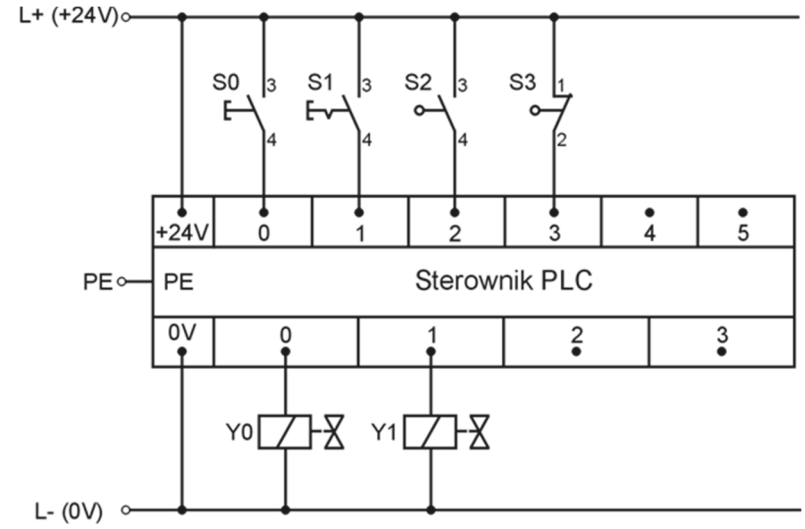 L+ (+24V)
S0 3 S1 3 S2 3 S3 1
4 4 4 2
+24V 0 1 2 3 4 5
PE PE Sterownik PLC
0V 0 1 2 3
Y0 Y1
L- (0V)